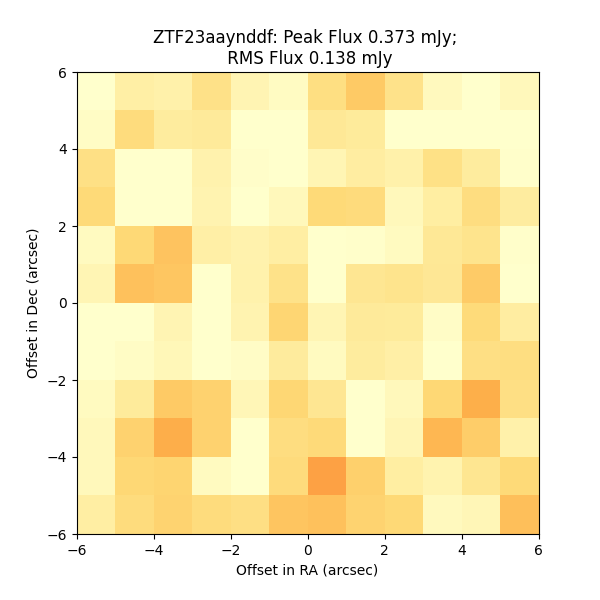 ZTF23aaynddf: Peak Flux 0.373 mJy;
RMS Flux 0.138 mJy
6
4
2
0
−2
−4
−6
Offset in Dec (arcsec)
−6 −4 −2 0 2 4 6
Offset in RA (arcsec)